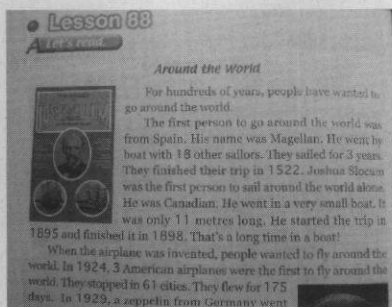 Lesson 88
A Let's read.
Around the World
For hundreds of years, people have wanted to
go around the world.
The first person to go around the world was
from Spain. His name was Magellan. He went by
boat with 18 other sailors. They sailed for 3 years.
They finished their trip in 1522. Joshua Slocum
was the first person to sail around the world alone.
He was Canadian. He went in a very small boat. It
was only 11 metres long. He started the trip in
1895 and finished it in 1898. That's a long time in a boat!
When the airplane was invented, people wanted to fly around the
world. In 1924, 3 American airplanes were the first to fly around the
world. They stopped in 61 cities. They flew for 175
days. In 1929, a zeppelin from Germany went